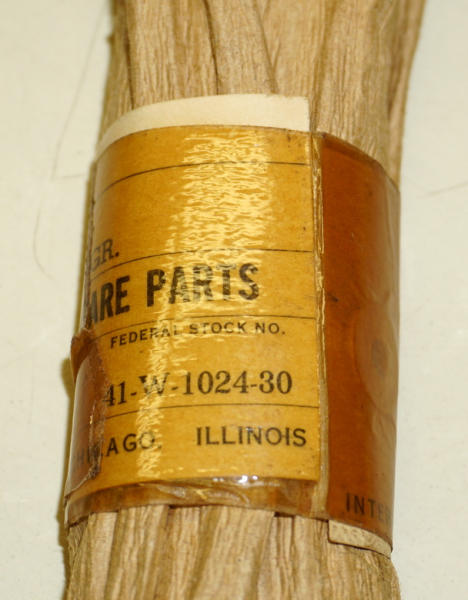 GR.
ARE PARTS
FEDERAL STOCK NO.
41-W-1024-30
AGO ILLINOIS
INTE